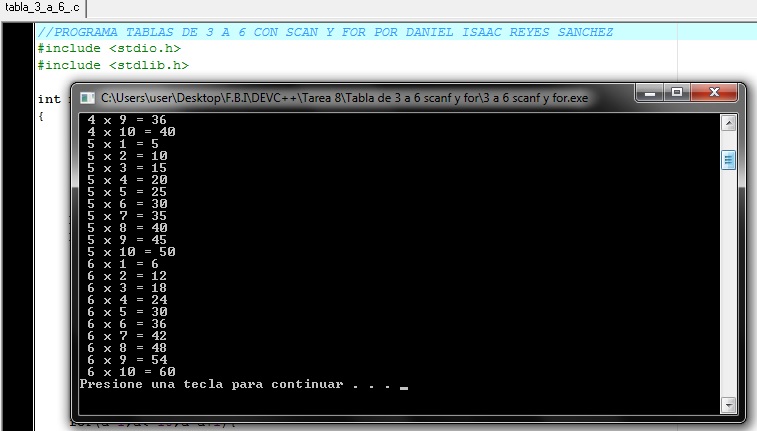 tabla_3_a_6_.c
//PROGRAMA TABLAS DE 3 A 6 CON SCAN Y FOR POR DANIEL ISAAC REYES SANCHEZ
#include <stdio.h>
#include <stdlib.h>
int
{
C:\Users\user\Desktop\F.B.I\DEVC++\Tarea 8\Tabla de 3 a 6 scanf y for\3 a 6 scanf y for.exe
4 x 9 = 36
4 x 10 = 40
5 x 1 = 5
5 x 2 = 10
5 x 3 = 15
5 x 4 = 20
5 x 5 = 25
5 x 6 = 30
5 x 7 = 35
5 x 8 = 40
5 x 9 = 45
5 x 10 = 50
6 x 1 = 6
6 x 2 = 12
6 x 3 = 18
6 x 4 = 24
6 x 5 = 30
6 x 6 = 36
6 x 7 = 42
6 x 8 = 48
6 x 9 = 54
6 x 10 = 60
Presione una tecla para continuar . . . _